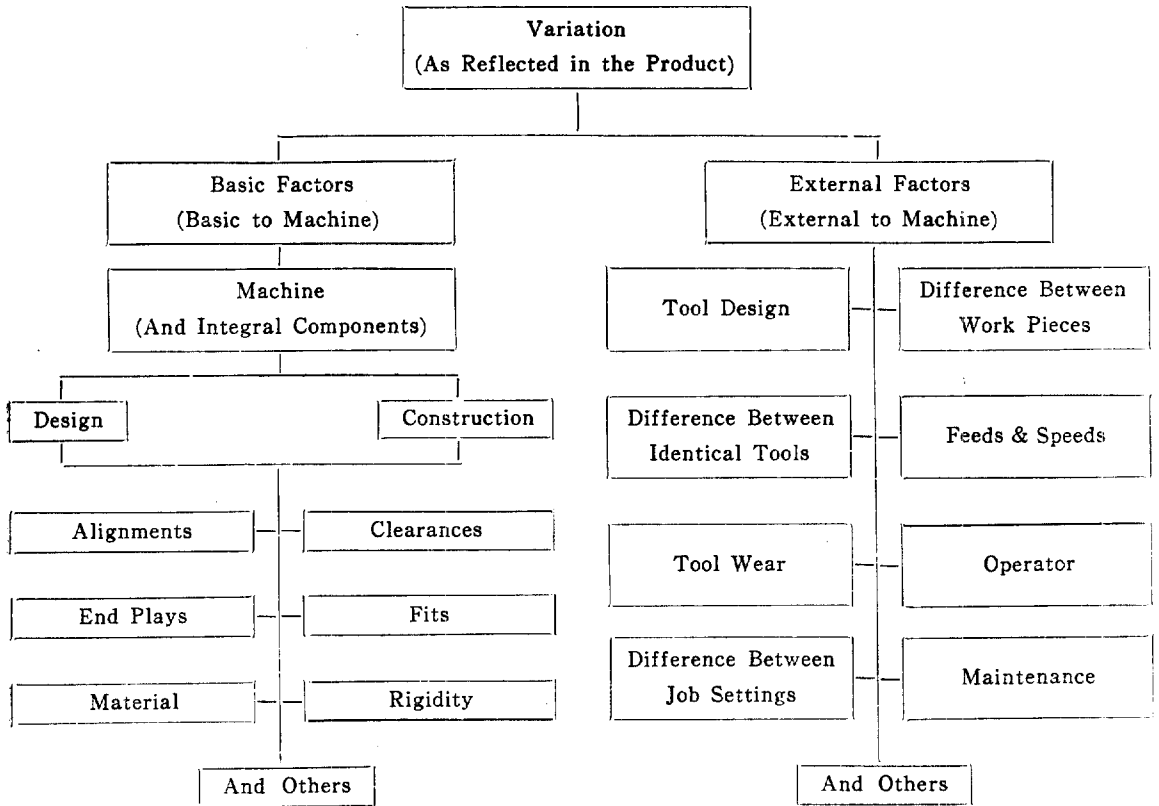 Variation
(As Reflected in the Product)
Basic Factors
(Basic to Machine)
Machine
(And Integral Components)
Design
Construction
Alignments
Clearances
End Plays
Fits
Material
Rigidity
And Others
External Factors
(External to Machine)
Tool Design
Difference Between
Work Pieces
Difference Between
Identical Tools
Feeds & Speeds
Tool Wear
Operator
Difference Between
Job Settings
Maintenance
And Others